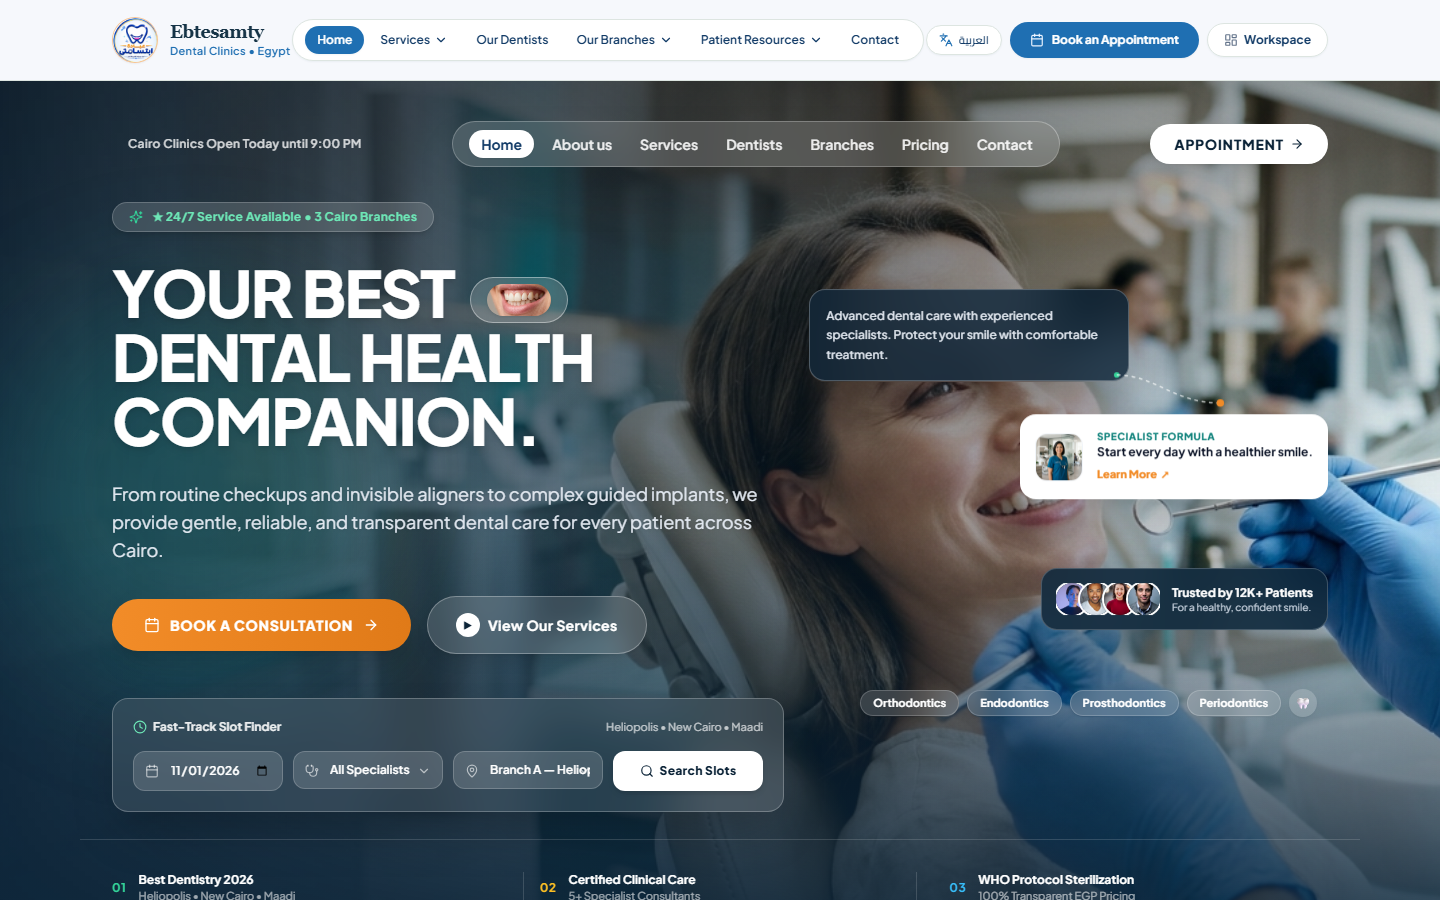 Ebtesamty
Dental Clinics • Egypt
Home
Services
Our Dentists
Our Branches
Patient Resources
Contact
العربية
Book an Appointment
Workspace
Cairo Clinics Open Today until 9:00 PM
Home
About us
Services
Dentists
Branches
Pricing
Contact
APPOINTMENT →
★ 24/7 Service Available • 3 Cairo Branches
YOUR BEST
DENTAL HEALTH
COMPANION.
Advanced dental care with experienced
specialists. Protect your smile with comfortable
treatment.
SPECIALIST FORMULA
Start every day with a healthier smile.
Learn More ↗
From routine checkups and invisible aligners to complex guided implants, we
provide gentle, reliable, and transparent dental care for every patient across
Cairo.
Trusted by 12K+ Patients
For a healthy, confident smile.
BOOK A CONSULTATION →
View Our Services
Orthodontics
Endodontics
Prosthodontics
Periodontics
Fast-Track Slot Finder
Heliopolis • New Cairo • Maadi
11/01/2026
All Specialists
Branch A — Heliop
Search Slots
01
Best Dentistry 2026
Heliopolis • New Cairo • Maadi
02
Certified Clinical Care
5+ Specialist Consultants
03
WHO Protocol Sterilization
100% Transparent EGP Pricing